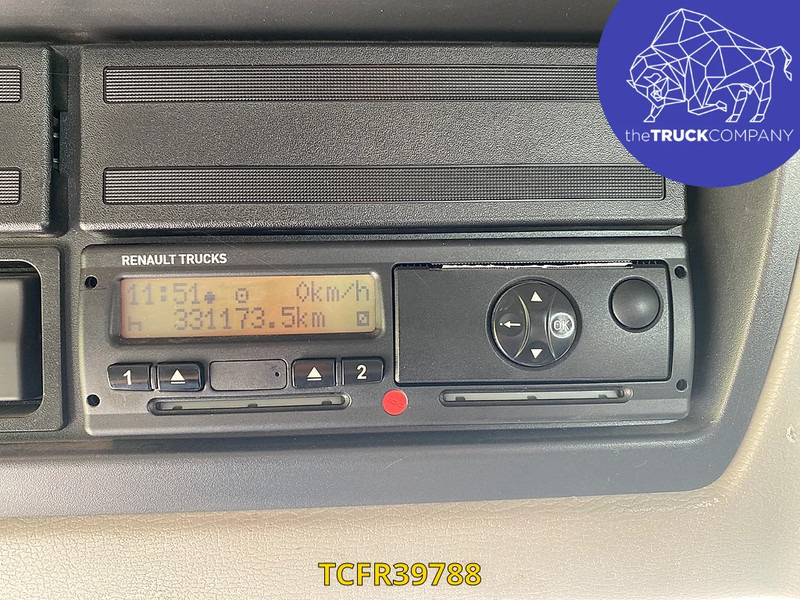 theTRUCKCOMPANY
RENAULT TRUCKS
11:51 0km/h
h 331173.5km
1 2
OK
TCFR39788